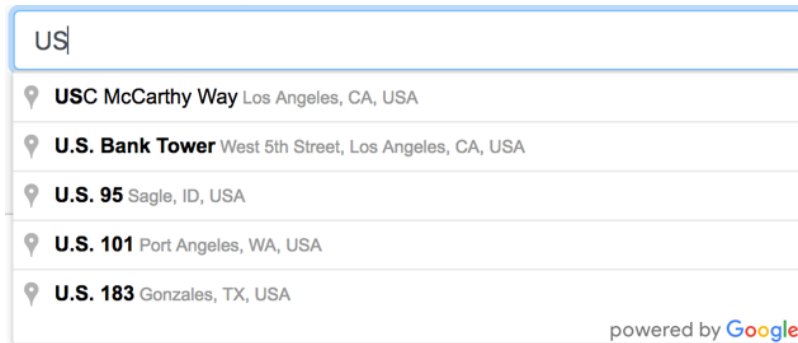 US
USC McCarthy Way Los Angeles, CA, USA
U.S. Bank Tower West 5th Street, Los Angeles, CA, USA
U.S. 95 Sagle, ID, USA
U.S. 101 Port Angeles, WA, USA
U.S. 183 Gonzales, TX, USA
powered by Google